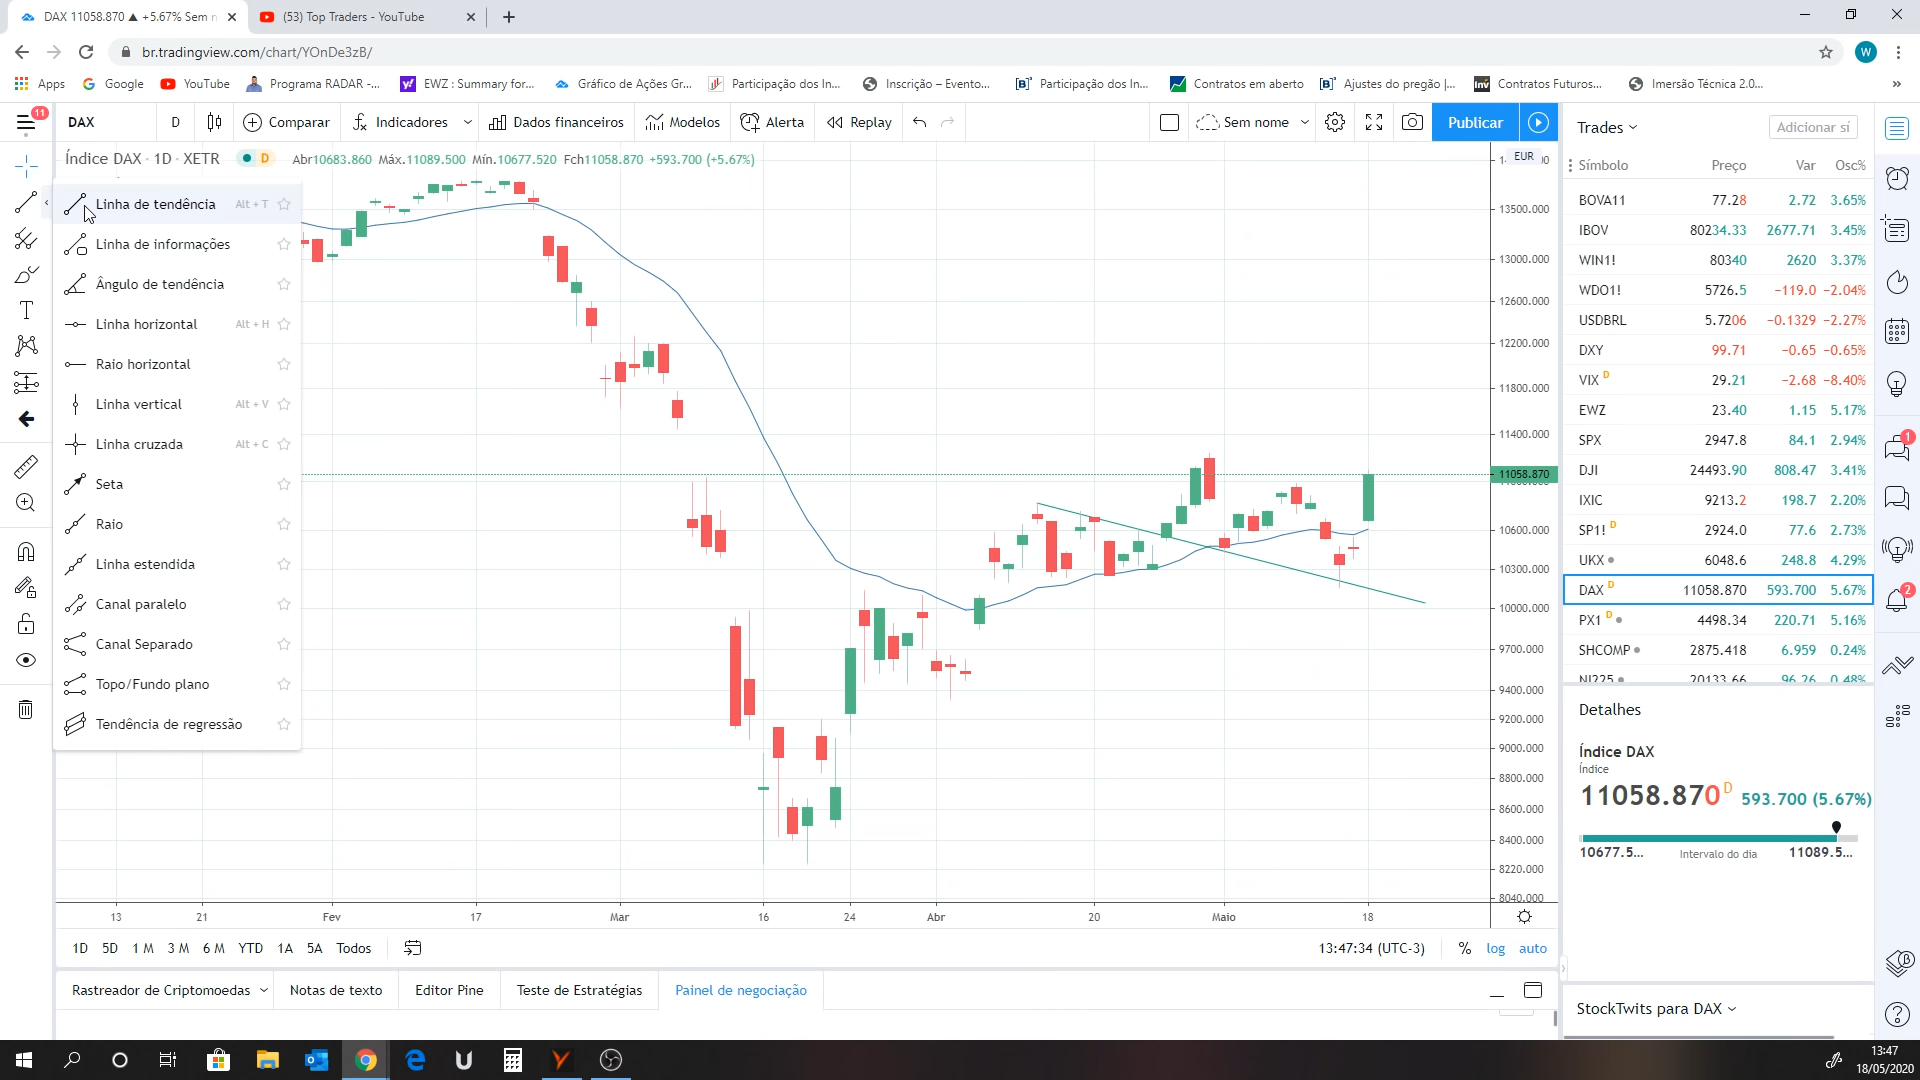 DAX 11058.870 ▲ +5.67% Sem n
(53) Top Traders - YouTube
br.tradingview.com/chart/YOnDe3zB/
W
Apps
Google
YouTube
Programa RADAR -...
EWZ : Summary for...
Gráfico de Ações Gr...
Participação dos In...
Inscrição – Evento...
Participação dos In...
Contratos em aberto
Ajustes do pregão |...
Contratos Futuros...
Imersão Técnica 2.0...
»
11
DAX
D
Comparar
Indicadores
Dados financeiros
Modelos
Alerta
Replay
Sem nome
Publicar
Índice DAX · 1D · XETR
D
Abr10683.860 Máx.11089.500 Mín.10677.520 Fch11058.870 +593.700 (+5.67%)
Linha de tendência Alt + T
Linha de informações
Ângulo de tendência
Linha horizontal Alt + H
Raio horizontal
Linha vertical Alt + V
Linha cruzada Alt + C
Seta
Raio
Linha estendida
Canal paralelo
Canal Separado
Topo/Fundo plano
Tendência de regressão
EUR
13500.000
13000.000
12600.000
12200.000
11800.000
11400.000
11058.870
10600.000
10300.000
10000.000
9700.000
9400.000
9200.000
9000.000
8800.000
8600.000
8400.000
8220.000
8040.000
13 21 Fev 17 Mar 16 24 Abr 20 Maio 18
1D 5D 1 M 3 M 6 M YTD 1A 5A Todos
13:47:34 (UTC-3) % log auto
Rastreador de Criptomoedas
Notas de texto
Editor Pine
Teste de Estratégias
Painel de negociação
Trades
Adicionar sí
Símbolo Preço Var Osc%
BOVA11 77.28 2.72 3.65%
IBOV 80234.33 2677.71 3.45%
WIN1! 80340 2620 3.37%
WDO1! 5726.5 −119.0 −2.04%
USDBRL 5.7206 −0.1329 −2.27%
DXY 99.71 −0.65 −0.65%
VIX D 29.21 −2.68 −8.40%
EWZ 23.40 1.15 5.17%
SPX 2947.8 84.1 2.94%
DJI 24493.90 808.47 3.41%
IXIC 9213.2 198.7 2.20%
SP1! D 2924.0 77.6 2.73%
UKX 6048.6 248.8 4.29%
DAX D 11058.870 593.700 5.67%
PX1 D 4498.34 220.71 5.16%
SHCOMP 2875.418 6.959 0.24%
NI225 20133.66 96.26 0.48%
Detalhes
Índice DAX
Índice
11058.870 D 593.700 (5.67%)
10677.5... Intervalo do dia 11089.5...
StockTwits para DAX
1
2
13:47
18/05/2020